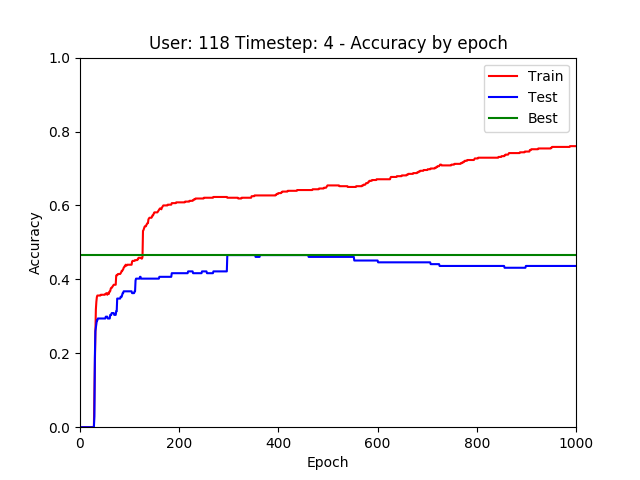 User: 118 Timestep: 4 - Accuracy by epoch
Train
Test
Best
Accuracy
1.0
0.8
0.6
0.4
0.2
0.0
0 200 400 600 800 1000
Epoch